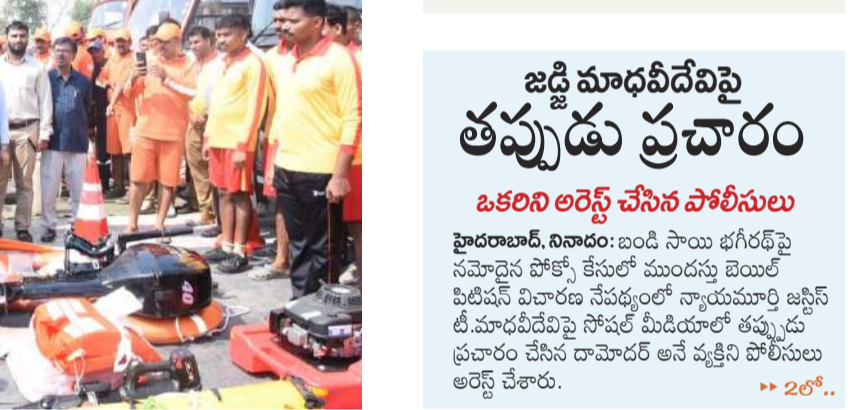 జడ్జి మాధవీదేవిపై
తప్పుడు ప్రచారం
ఒకరిని అరెస్ట్ చేసిన పోలీసులు
హైదరాబాద్, నినాదం: బండి సాయి భగీరథ్‌పై
నమోదైన పోక్సో కేసులో ముందస్తు బెయిల్
పిటిషన్ విచారణ నేపథ్యంలో న్యాయమూర్తి జస్టిస్
టీ.మాధవీదేవిపై సోషల్ మీడియాలో తప్పుడు
ప్రచారం చేసిన దామోదర్ అనే వ్యక్తిని పోలీసులు
అరెస్ట్ చేశారు.
▸▸ 2లో..
40